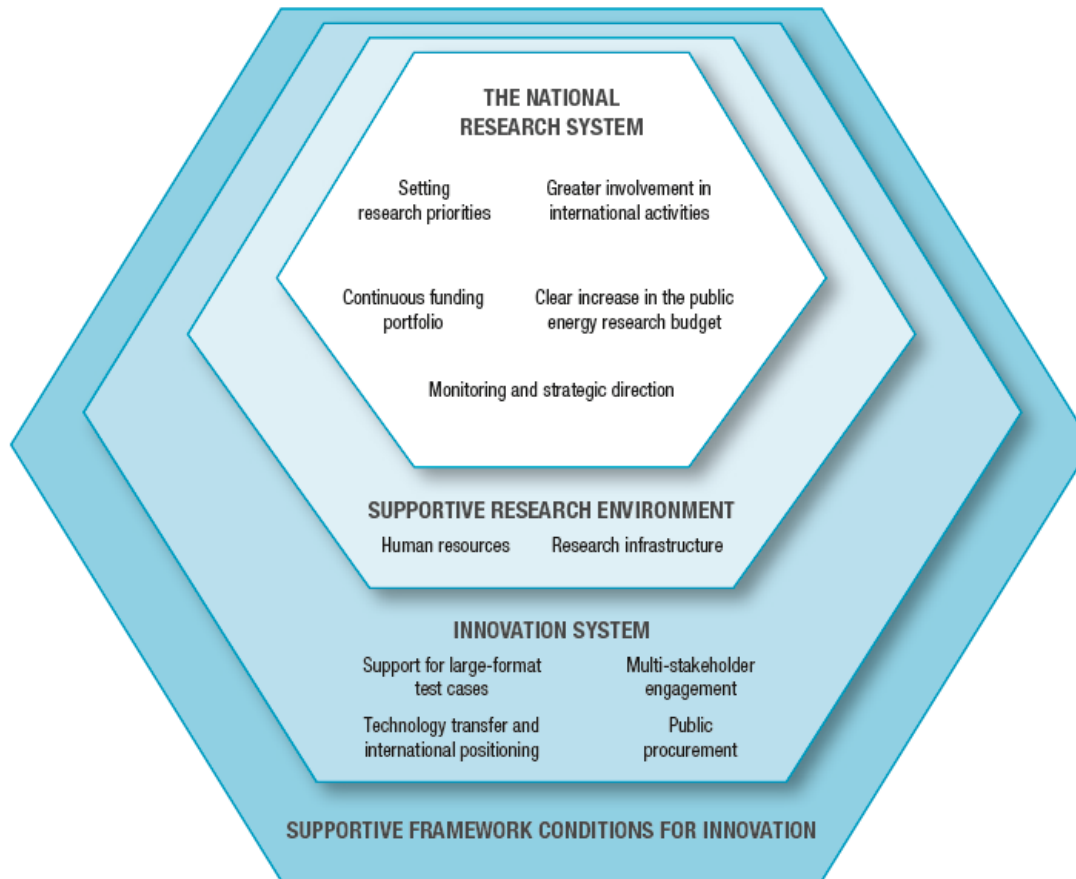 THE NATIONAL
RESEARCH SYSTEM
Setting
research priorities
Greater involvement in
international activities
Continuous funding
portfolio
Clear increase in the public
energy research budget
Monitoring and strategic direction
SUPPORTIVE RESEARCH ENVIRONMENT
Human resources
Research infrastructure
INNOVATION SYSTEM
Support for large-format
test cases
Multi-stakeholder
engagement
Technology transfer and
international positioning
Public
procurement
SUPPORTIVE FRAMEWORK CONDITIONS FOR INNOVATION